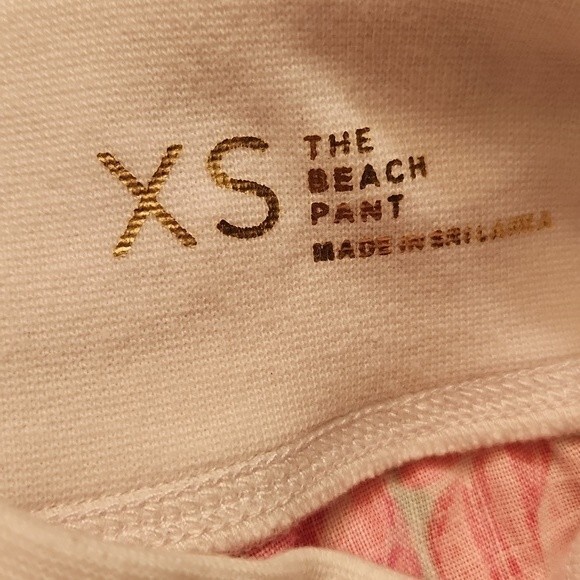 XS
THE
BEACH
PANT
MADE IN SRI LANKA